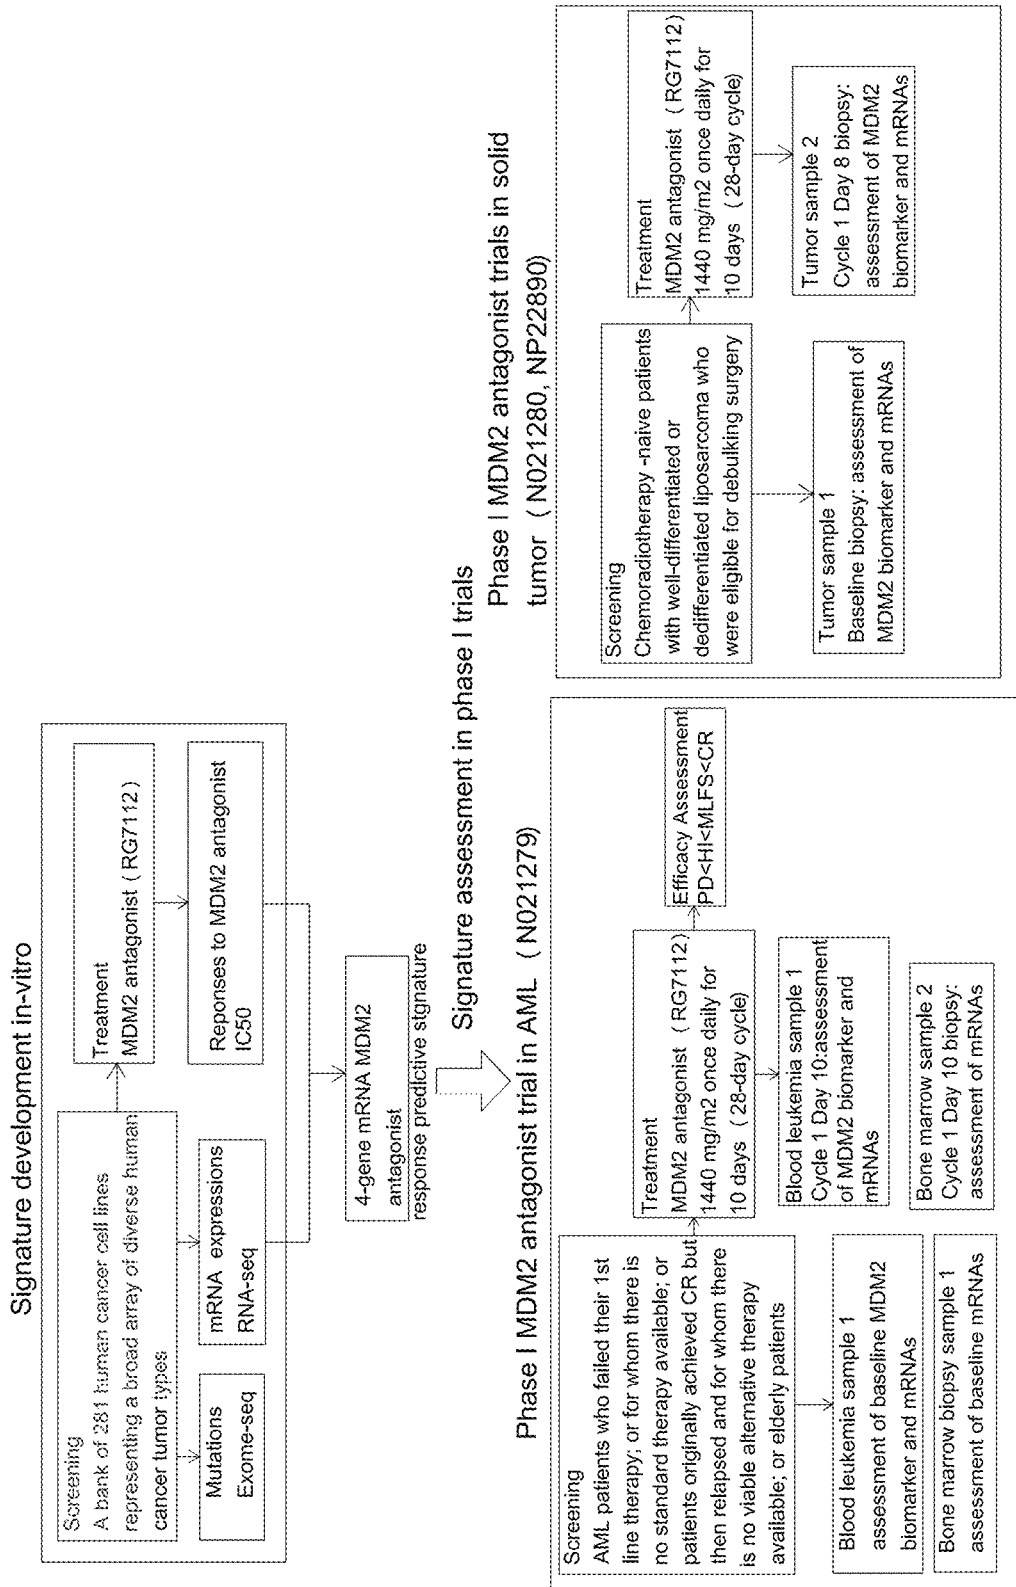 Signature development in-vitro
Screening
A bank of 281 human cancer cell lines
representing a broad array of diverse human
cancer tumor types
Treatment
MDM2 antagonist ( RG7112 )
Mutations
Exome-seq
mRNA expressions
RNA-seq
Reponses to MDM2 antagonist
IC50
4-gene mRNA MDM2
antagonist
response predictive signature
Signature assessment in phase I trials
Phase I MDM2 antagonist trial in AML ( N021279)
Screening
AML patients who failed their 1st
line therapy; or for whom there is
no standard therapy available; or
patients originally achieved CR but
then relapsed and for whom there
is no viable alternative therapy
available; or elderly patients
Treatment
MDM2 antagonist ( RG7112)
1440 mg/m2 once daily for
10 days ( 28-day cycle)
Efficacy Assessment
PD<HI<MLFS<CR
Blood leukemia sample 1
assessment of baseline MDM2
biomarker and mRNAs
Bone marrow biopsy sample 1
assessment of baseline mRNAs
Blood leukemia sample 1
Cycle 1 Day 10:assessment
of MDM2 biomarker and
mRNAs
Bone marrow sample 2
Cycle 1 Day 10 biopsy:
assessment of mRNAs
Phase I MDM2 antagonist trials in solid
tumor ( N021280, NP22890)
Screening
Chemoradiotherapy -naive patients
with well-differentiated or
dedifferentiated liposarcoma who
were eligible for debulking surgery
Treatment
MDM2 antagonist ( RG7112)
1440 mg/m2 once daily for
10 days ( 28-day cycle)
Tumor sample 1
Baseline biopsy: assessment of
MDM2 biomarker and mRNAs
Tumor sample 2
Cycle 1 Day 8 biopsy:
assessment of MDM2
biomarker and mRNAs